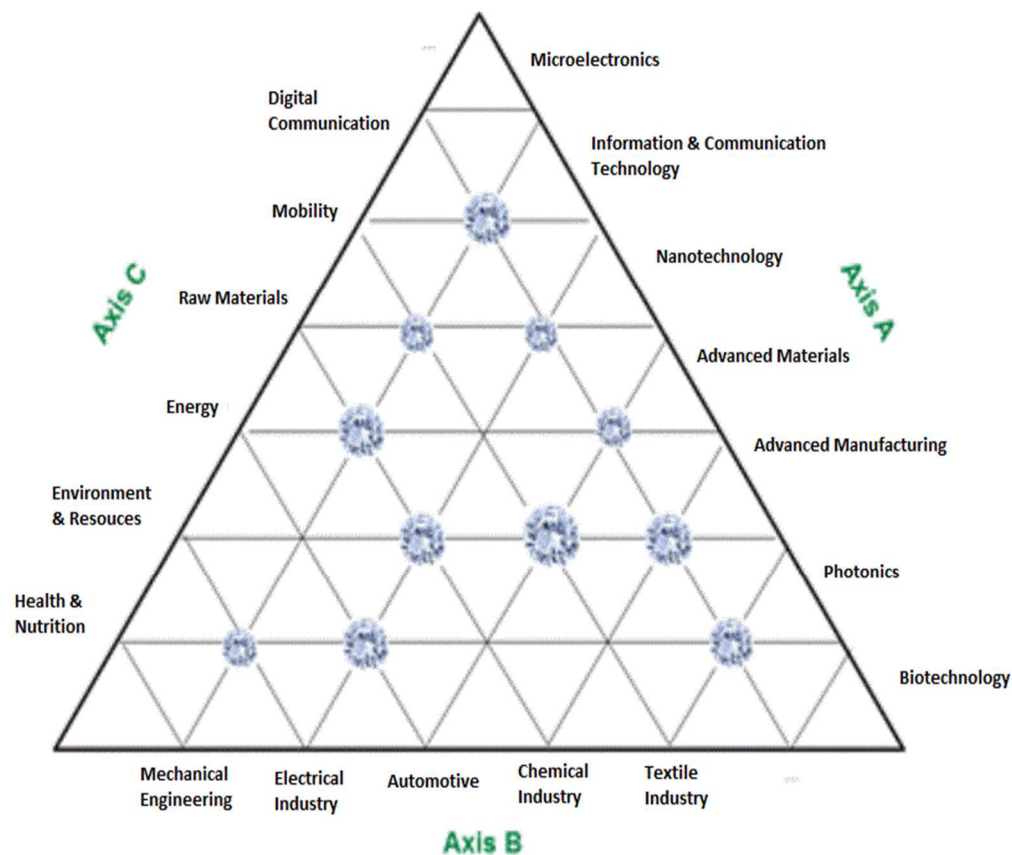 Microelectronics
Digital
Communication
Information & Communication
Technology
Mobility
Nanotechnology
Axis C
Axis A
Raw Materials
Advanced Materials
Energy
Advanced Manufacturing
Environment
& Resouces
Photonics
Health &
Nutrition
Biotechnology
Mechanical
Engineering
Electrical
Industry
Automotive
Chemical
Industry
Textile
Industry
Axis B